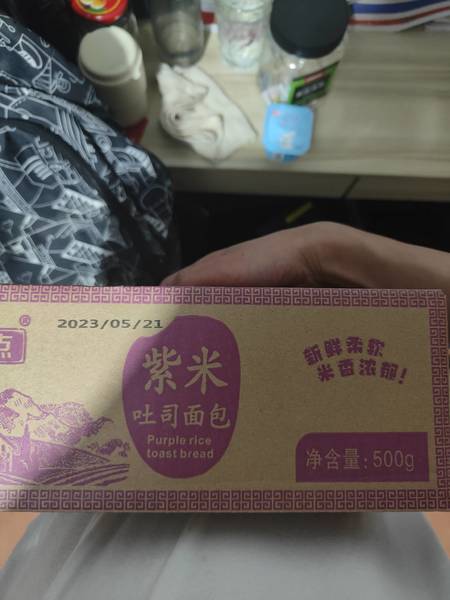 点®
2023/05/21
紫米
吐司面包
Purple rice
toast bread
新鲜柔软
米香浓郁!
净含量:500g